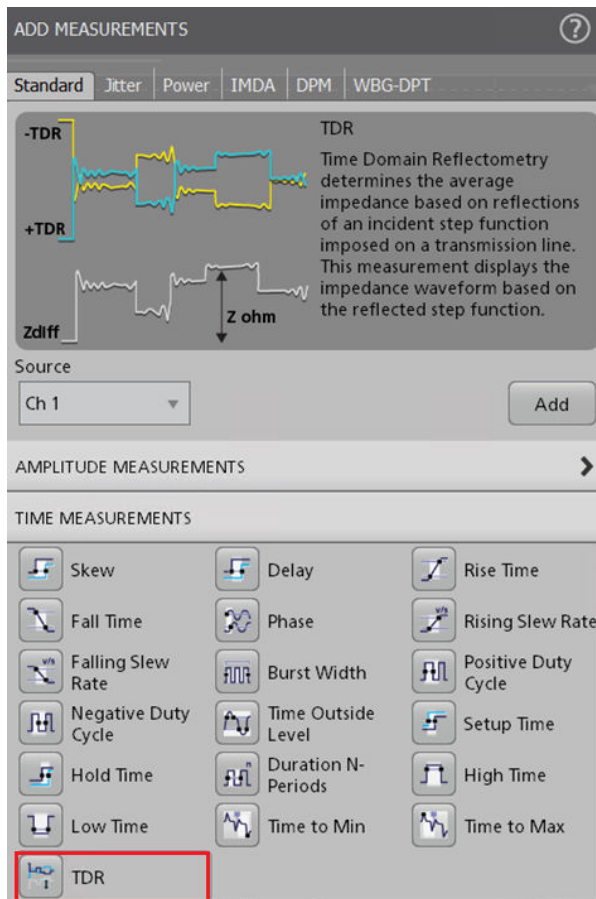 ADD MEASUREMENTS
?
Standard Jitter Power IMDA DPM WBG-DPT
-TDR
+TDR
Zdiff
Z ohm
TDR
Time Domain Reflectometry
determines the average
impedance based on reflections
of an incident step function
imposed on a transmission line.
This measurement displays the
impedance waveform based on
the reflected step function.
Source
Ch 1
Add
AMPLITUDE MEASUREMENTS
TIME MEASUREMENTS
Skew
Delay
Rise Time
Fall Time
Phase
Rising Slew Rate
Falling Slew
Rate
Burst Width
Positive Duty
Cycle
Negative Duty
Cycle
Time Outside
Level
Setup Time
Hold Time
Duration N-
Periods
High Time
Low Time
Time to Min
Time to Max
TDR